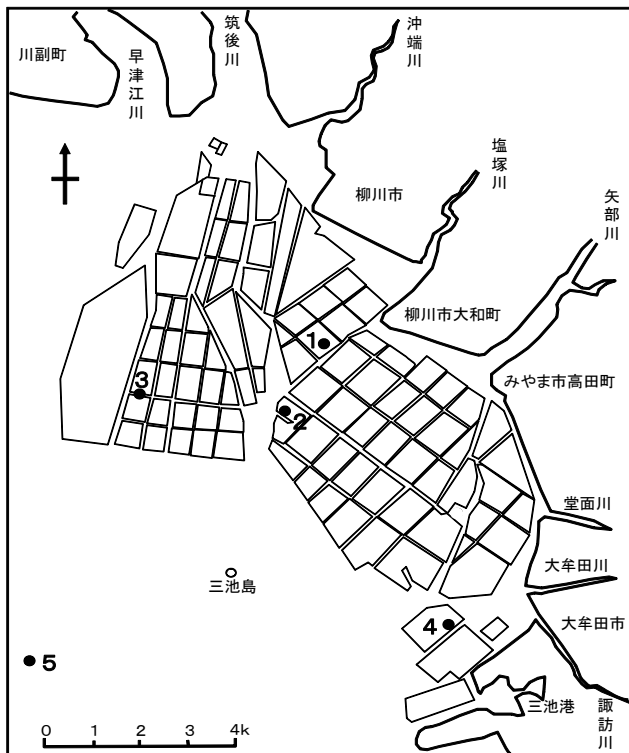 川副町
早津江川
筑後川
沖端川
塩塚川
柳川市
矢部川
柳川市大和町
1
みやま市高田町
3
2
堂面川
大牟田川
三池島
4
大牟田市
5
三池港
諏訪川
0 1 2 3 4k